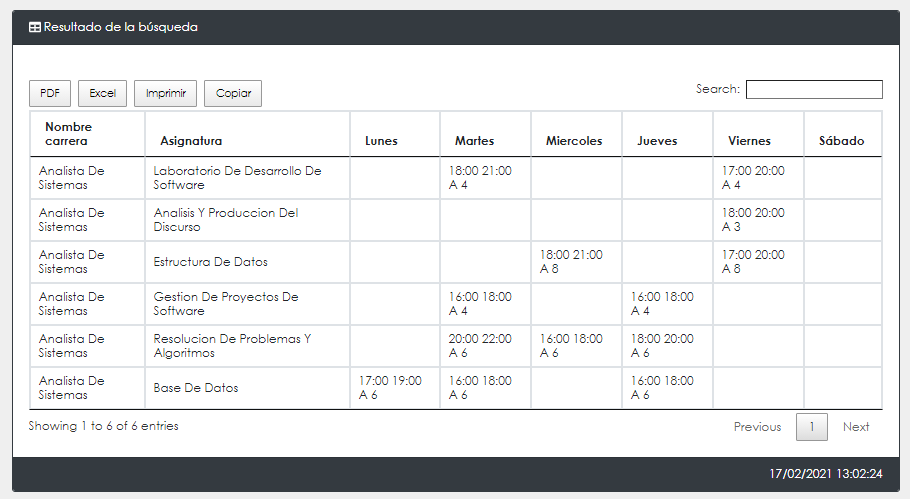 Resultado de la búsqueda
PDF Excel Imprimir Copiar Search:
Nombre
carrera Asignatura Lunes Martes Miercoles Jueves Viernes Sábado
Analista De Laboratorio De Desarrollo De 18:00 21:00 17:00 20:00
Sistemas Software A 4 A 4
Analista De Analisis Y Produccion Del 18:00 20:00
Sistemas Discurso A 3
Analista De Estructura De Datos 18:00 21:00 17:00 20:00
Sistemas A 8 A 8
Analista De Gestion De Proyectos De 16:00 18:00 16:00 18:00
Sistemas Software A 4 A 4
Analista De Resolucion De Problemas Y 20:00 22:00 16:00 18:00 18:00 20:00
Sistemas Algoritmos A 6 A 6 A 6
Analista De Base De Datos 17:00 19:00 16:00 18:00 16:00 18:00
Sistemas A 6 A 6 A 6
Showing 1 to 6 of 6 entries Previous 1 Next
17/02/2021 13:02:24